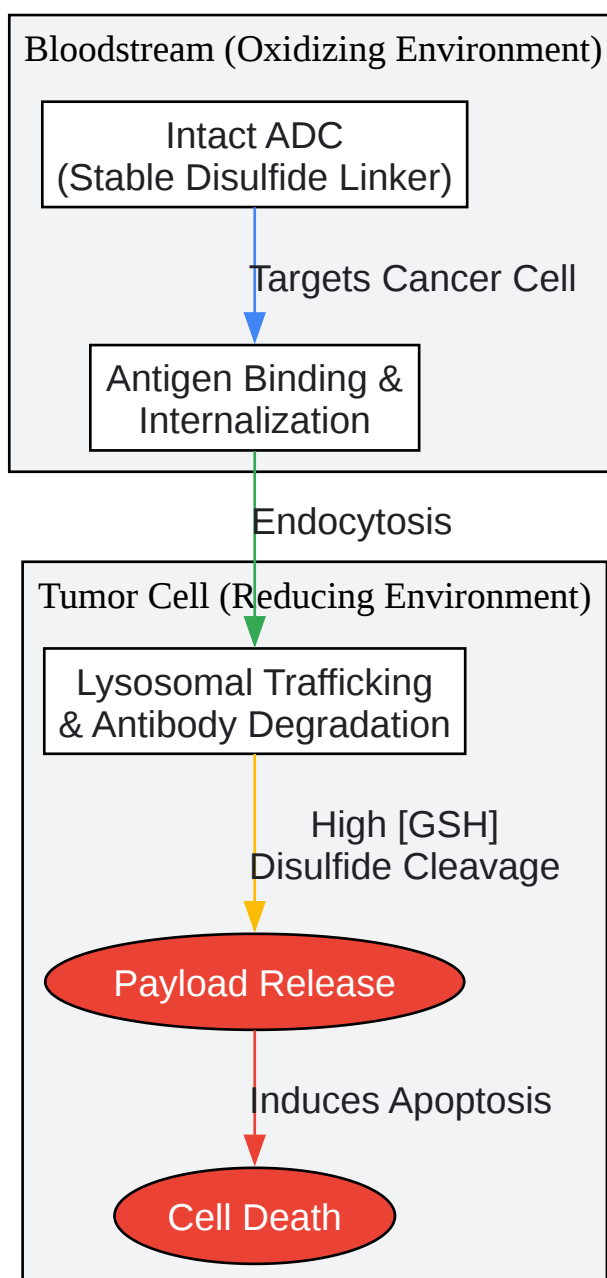 Bloodstream (Oxidizing Environment)
Intact ADC
(Stable Disulfide Linker)
Targets Cancer Cell
Antigen Binding &
Internalization
Endocytosis
Tumor Cell (Reducing Environment)
Lysosomal Trafficking
& Antibody Degradation
High [GSH]
Disulfide Cleavage
Payload Release
Induces Apoptosis
Cell Death